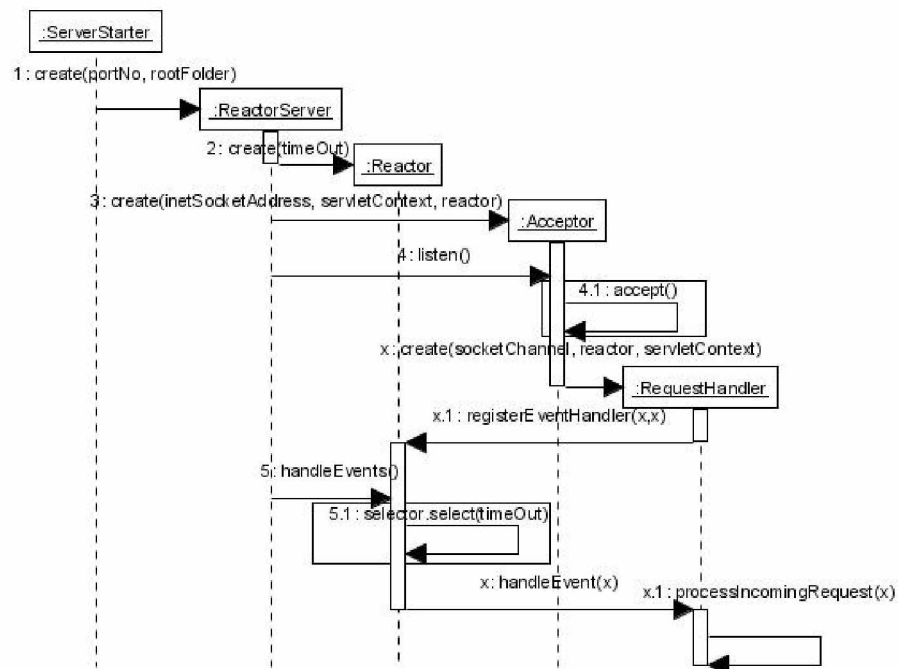 :ServerStarter
1 : create(portNo, rootFolder)
:ReactorServer
2: create(timeOut)
:Reactor
3: create(inetSocketAddress, servletContext, reactor)
:Acceptor
4: listen()
4.1 : accept()
x: create(socketChannel, reactor, servletContext)
:RequestHandler
x.1 : registerEventHandler(x,x)
5: handleEvents()
5.1 : selector.select(timeOut)
x: handleEvent(x)
x.1 : processIncomingRequest(x)